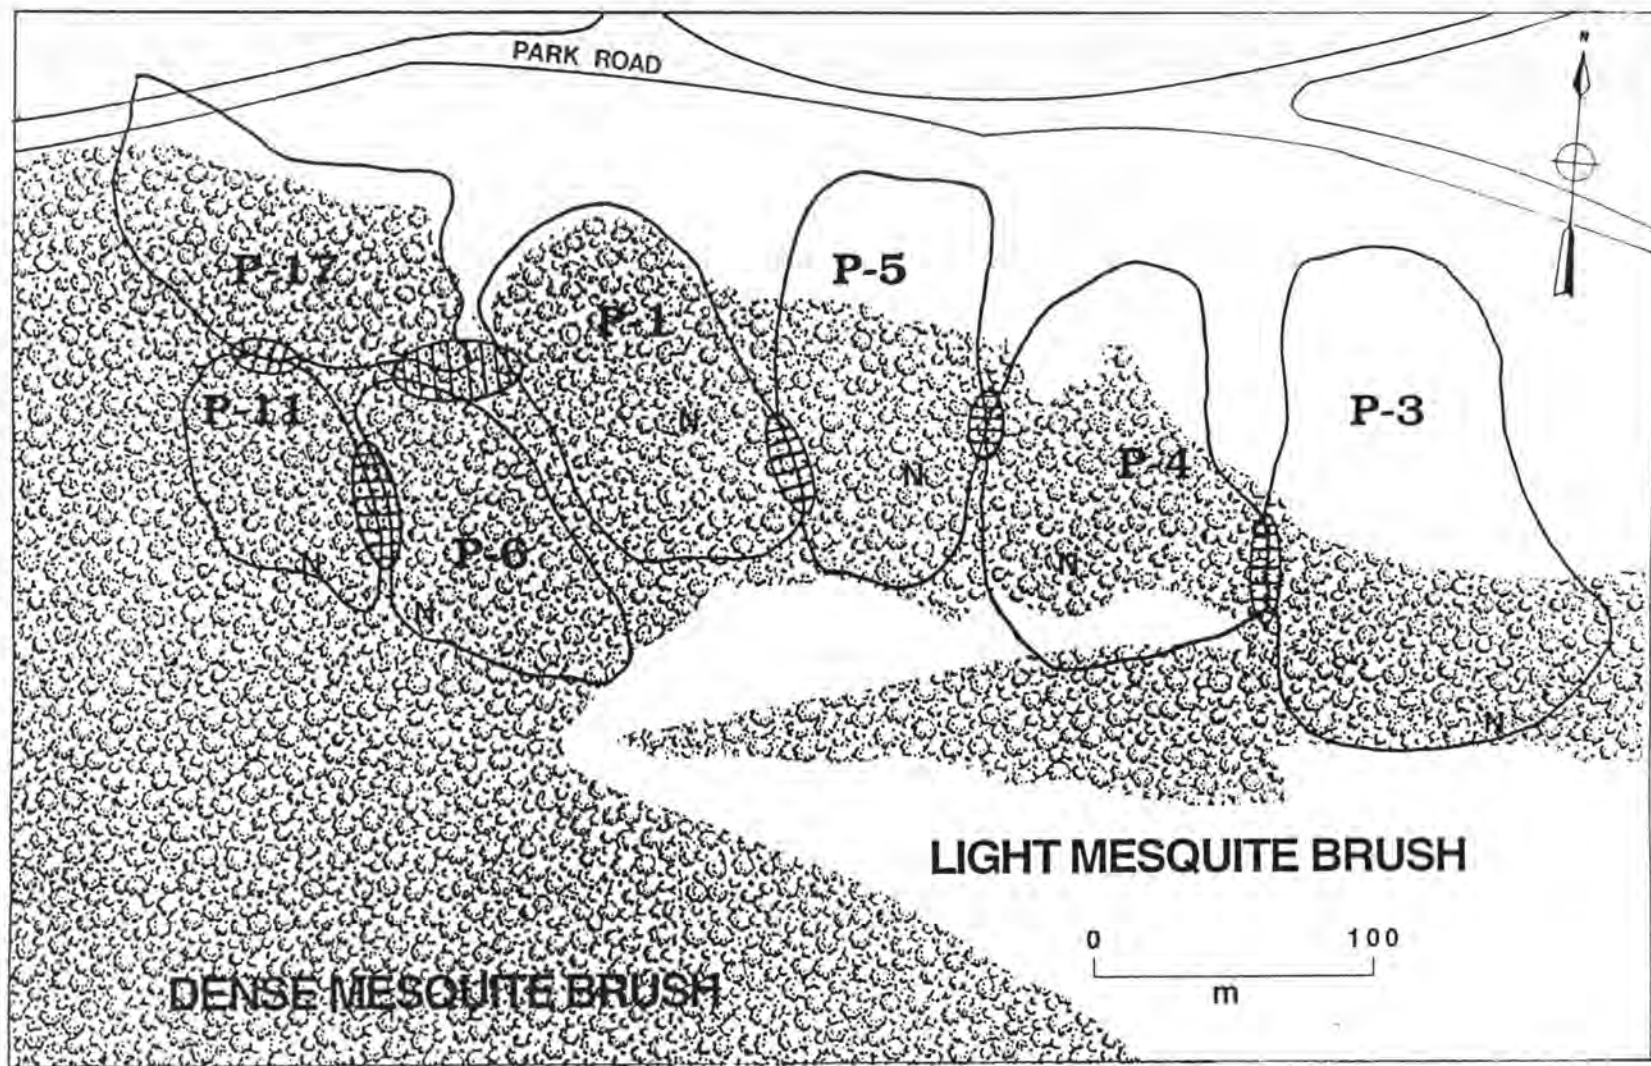 PARK ROAD
N
P-17
P-5
P-1
P-11
P-3
N
N
P-4
P-6
N
N
N
N
LIGHT MESQUITE BRUSH
0 100
m
DENSE MESQUITE BRUSH